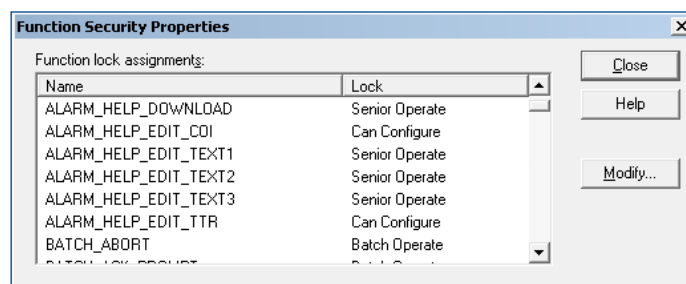 Function Security Properties
Function lock assignments:
Close
Name Lock
ALARM_HELP_DOWNLOAD Senior Operate
Help
ALARM_HELP_EDIT_COI Can Configure
ALARM_HELP_EDIT_TEXT1 Senior Operate
ALARM_HELP_EDIT_TEXT2 Senior Operate
Modify...
ALARM_HELP_EDIT_TEXT3 Senior Operate
ALARM_HELP_EDIT_TTR Can Configure
BATCH_ABORT Batch Operate